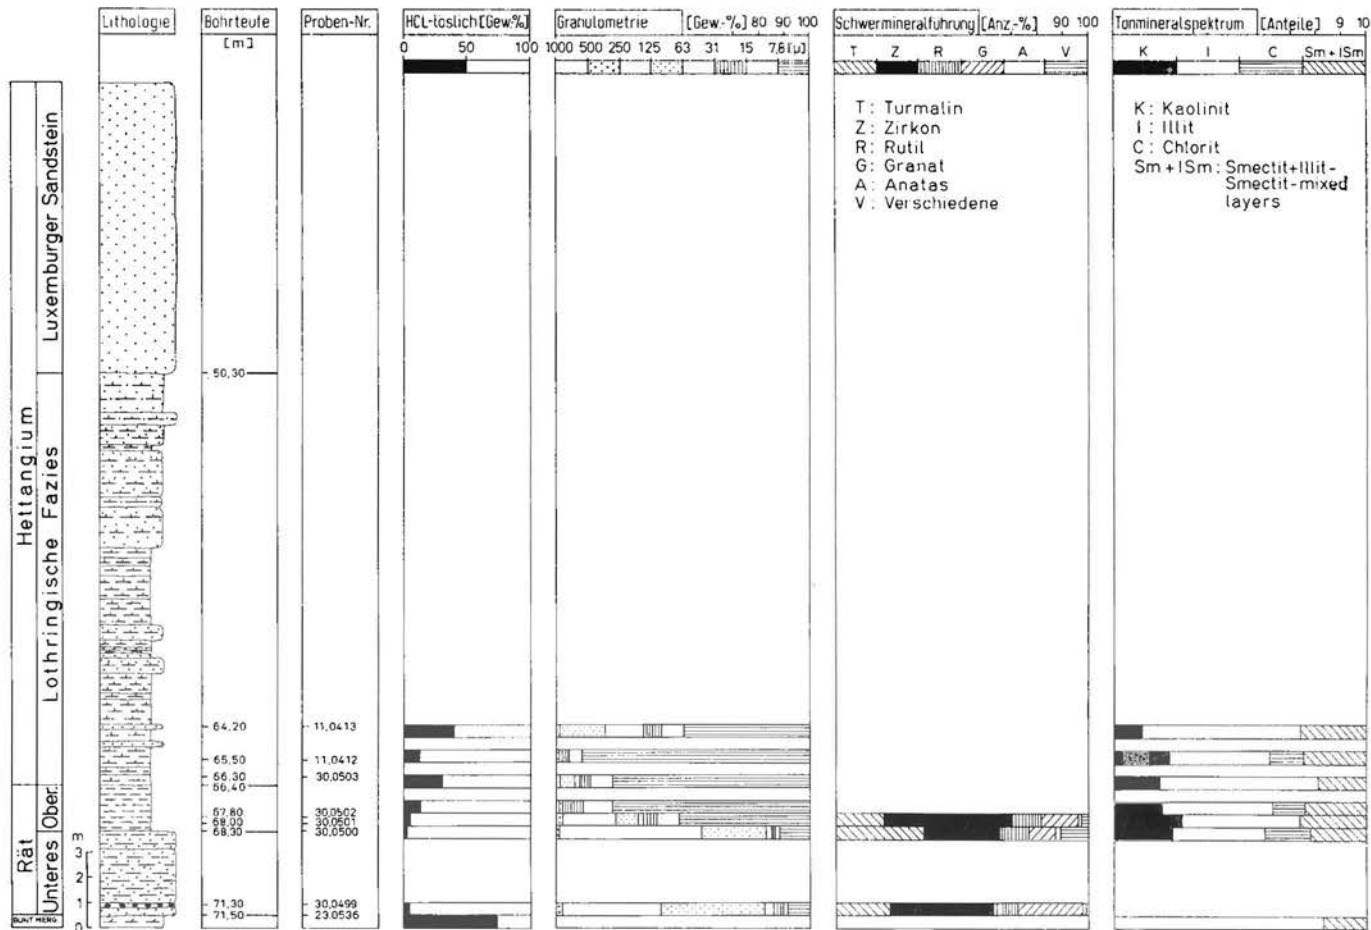 Lithologie
Bohrteufe
[m]
Proben-Nr.
HCL-löslich [Gew.-%]
0 50 100
Granulometrie [Gew.-%] 80 90 100
1000 500 250 125 63 31 15 7,8 [µ]
Schwermineralführung [Anz.-%] 90 100
T Z R G A V
Tonmineralspektrum [Anteile] 9 10
K I C Sm+ISm
T: Turmalin
Z: Zirkon
R: Rutil
G: Granat
A: Anatas
V: Verschiedene
K: Kaolinit
I: Illit
C: Chlorit
Sm+ISm: Smectit+Illit-
Smectit-mixed
layers
Hettangium
Luxemburger Sandstein
Lothringische Fazies
Rät
Ober.
Unteres
BUNT MERG.
50,30
64,20 11,0413
65,50 11,0412
66,30 30,0503
66,40
67,80 30,0502
68,00 30,0501
68,30 30,0500
71,30 30,0499
71,50 23,0536
m
3
2
1
0